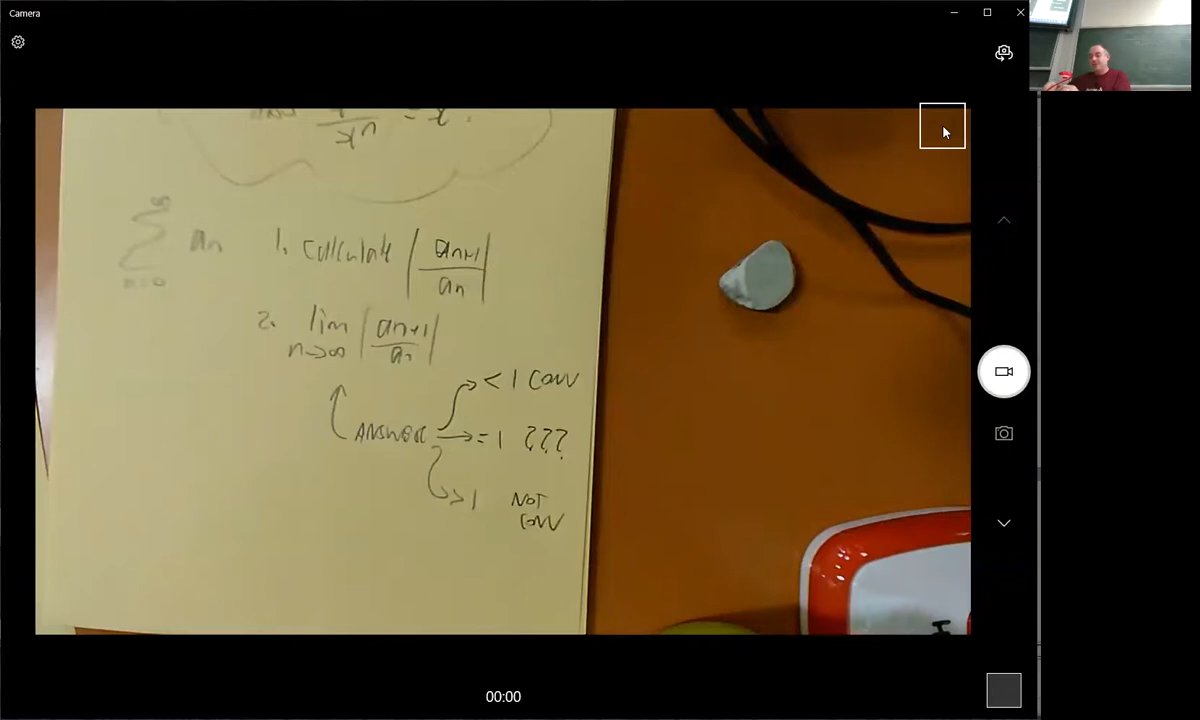 Camera
xⁿ = x.
∞
∑ aₙ 1. Calculate | aₙ₊₁ / aₙ |
n=0
2. lim | aₙ₊₁ / aₙ |
n→∞
→ < 1 CONV
ANSWER → = 1 ???
→ > 1 NOT
CONV
00:00